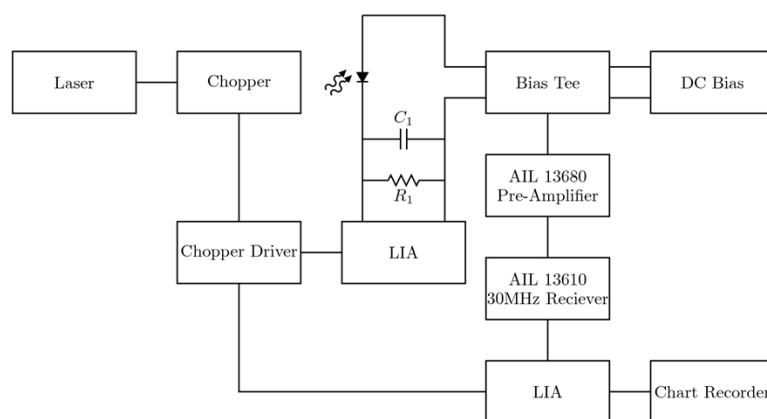 Laser
Chopper
Bias Tee
DC Bias
C1
R1
AIL 13680
Pre-Amplifier
Chopper Driver
LIA
AIL 13610
30MHz Reciever
LIA
Chart Recorder